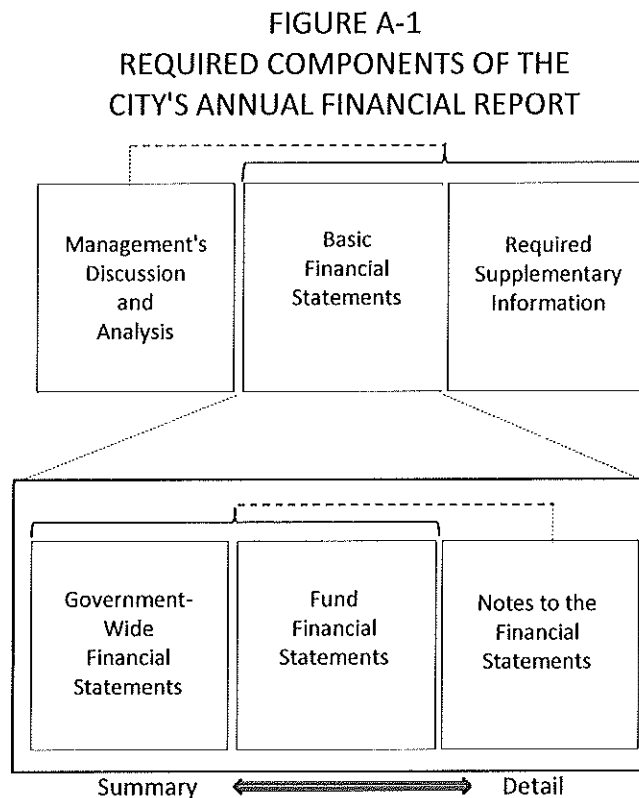 FIGURE A-1
REQUIRED COMPONENTS OF THE
CITY'S ANNUAL FINANCIAL REPORT
Management's
Discussion
and
Analysis
Basic
Financial
Statements
Required
Supplementary
Information
Government-
Wide
Financial
Statements
Fund
Financial
Statements
Notes to the
Financial
Statements
Summary
Detail